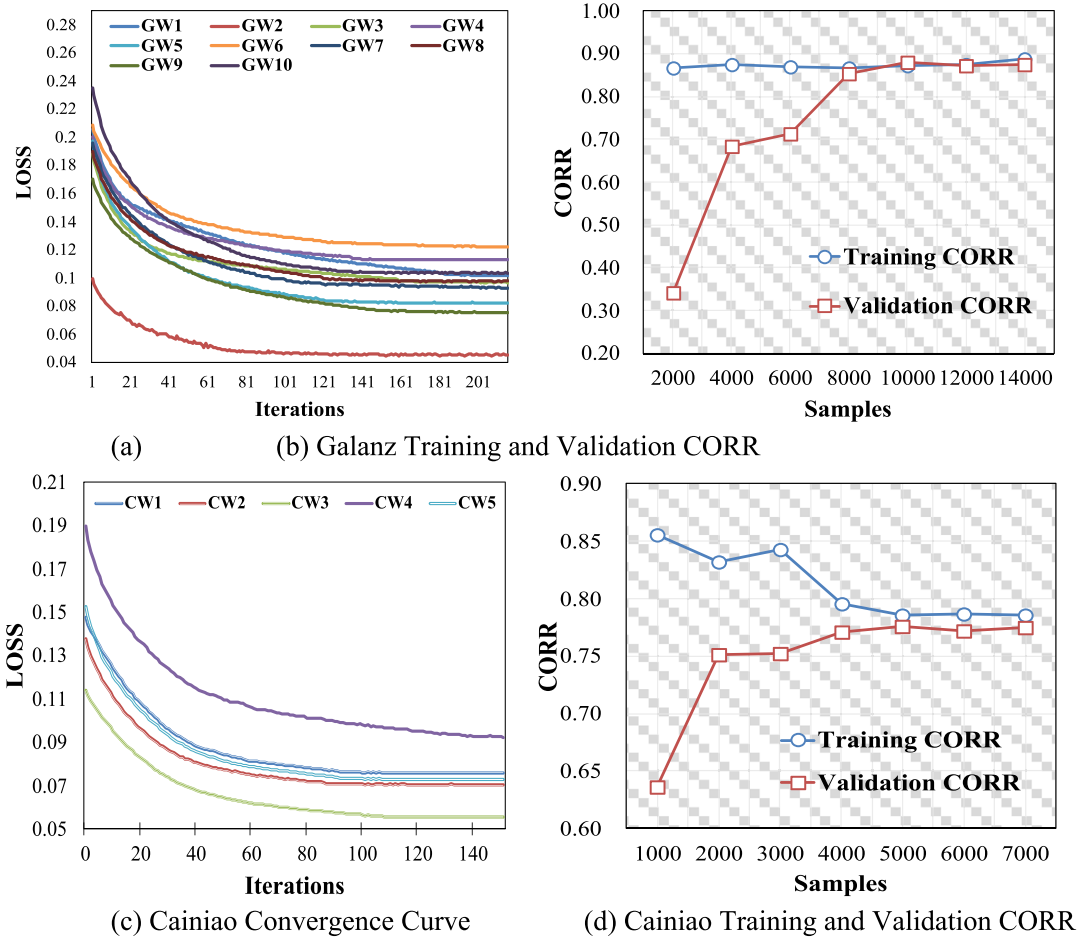 0.28
0.26
0.24
0.22
0.2
0.18
0.16
0.14
0.12
0.1
0.08
0.06
0.04
LOSS
GW1 GW2 GW3 GW4
GW5 GW6 GW7 GW8
GW9 GW10
1 21 41 61 81 101 121 141 161 181 201
Iterations
1.00
0.90
0.80
0.70
0.60
0.50
0.40
0.30
0.20
CORR
Training CORR
Validation CORR
2000 4000 6000 8000 10000 12000 14000
Samples
(a) (b) Galanz Training and Validation CORR
0.21
0.19
0.17
0.15
0.13
0.11
0.09
0.07
0.05
LOSS
CW1 CW2 CW3 CW4 CW5
0 20 40 60 80 100 120 140
Iterations
0.90
0.85
0.80
0.75
0.70
0.65
0.60
CORR
Training CORR
Validation CORR
1000 2000 3000 4000 5000 6000 7000
Samples
(c) Cainiao Convergence Curve
(d) Cainiao Training and Validation CORR